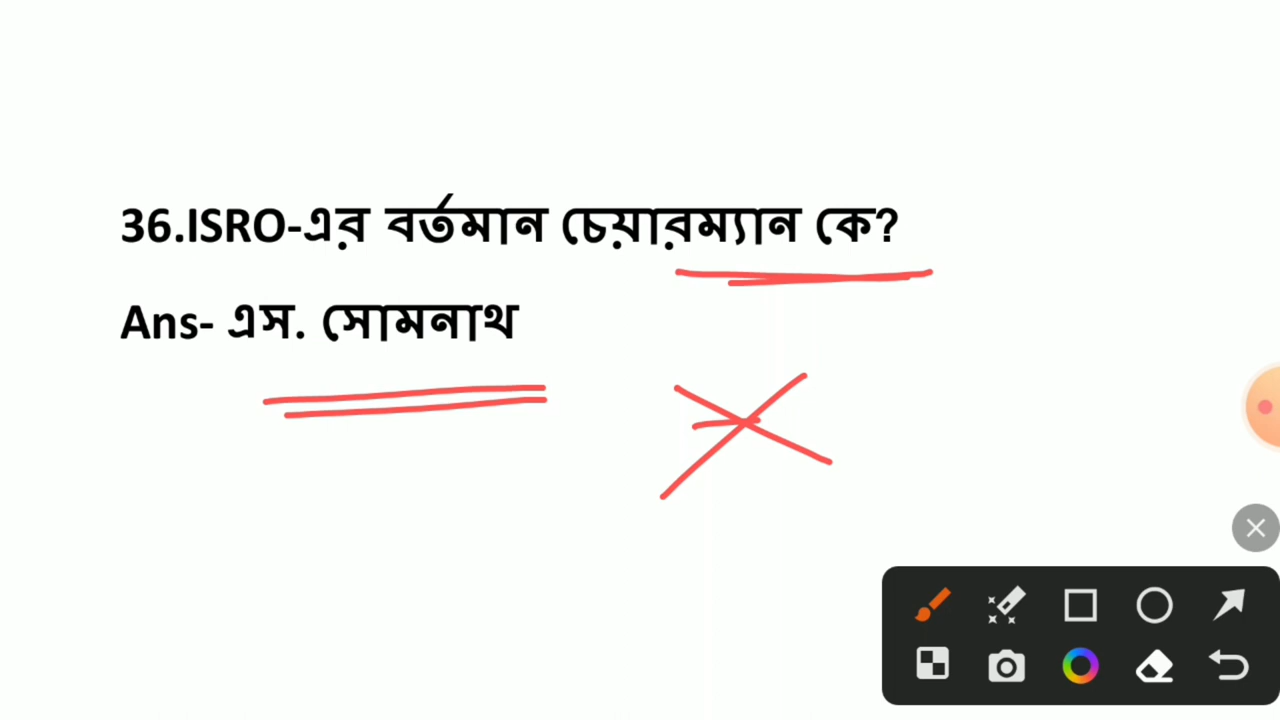 36.ISRO-এর বর্তমান চেয়ারম্যান কে?
Ans- এস. সোমনাথ